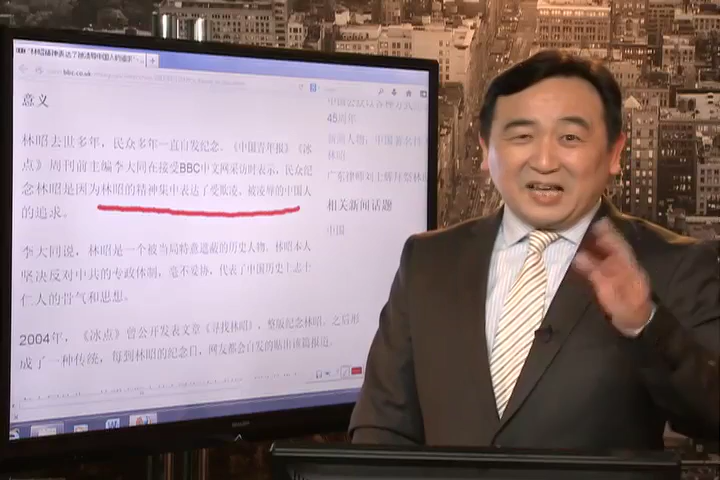 意义
林昭去世多年，民众多年一直自发纪念。《中国青年报》《冰
点》周刊前主编李大同在接受BBC中文网采访时表示，民众纪
念林昭是因为林昭的精神集中表达了受欺凌、被凌辱的中国人
的追求。
李大同说，林昭是一个被当局特意遮蔽的历史人物，林昭本人
坚决反对中共的专政体制，毫不妥协，代表了中国历史上志士
仁人的骨气和思想。
2004年，《冰点》曾公开发表文章《寻找林昭》，整版纪念林昭，之后形
成了一种传统，每到林昭的纪念日，网友都会自发的贴出该篇报道。
45周年
林昭
相关新闻话题
中国